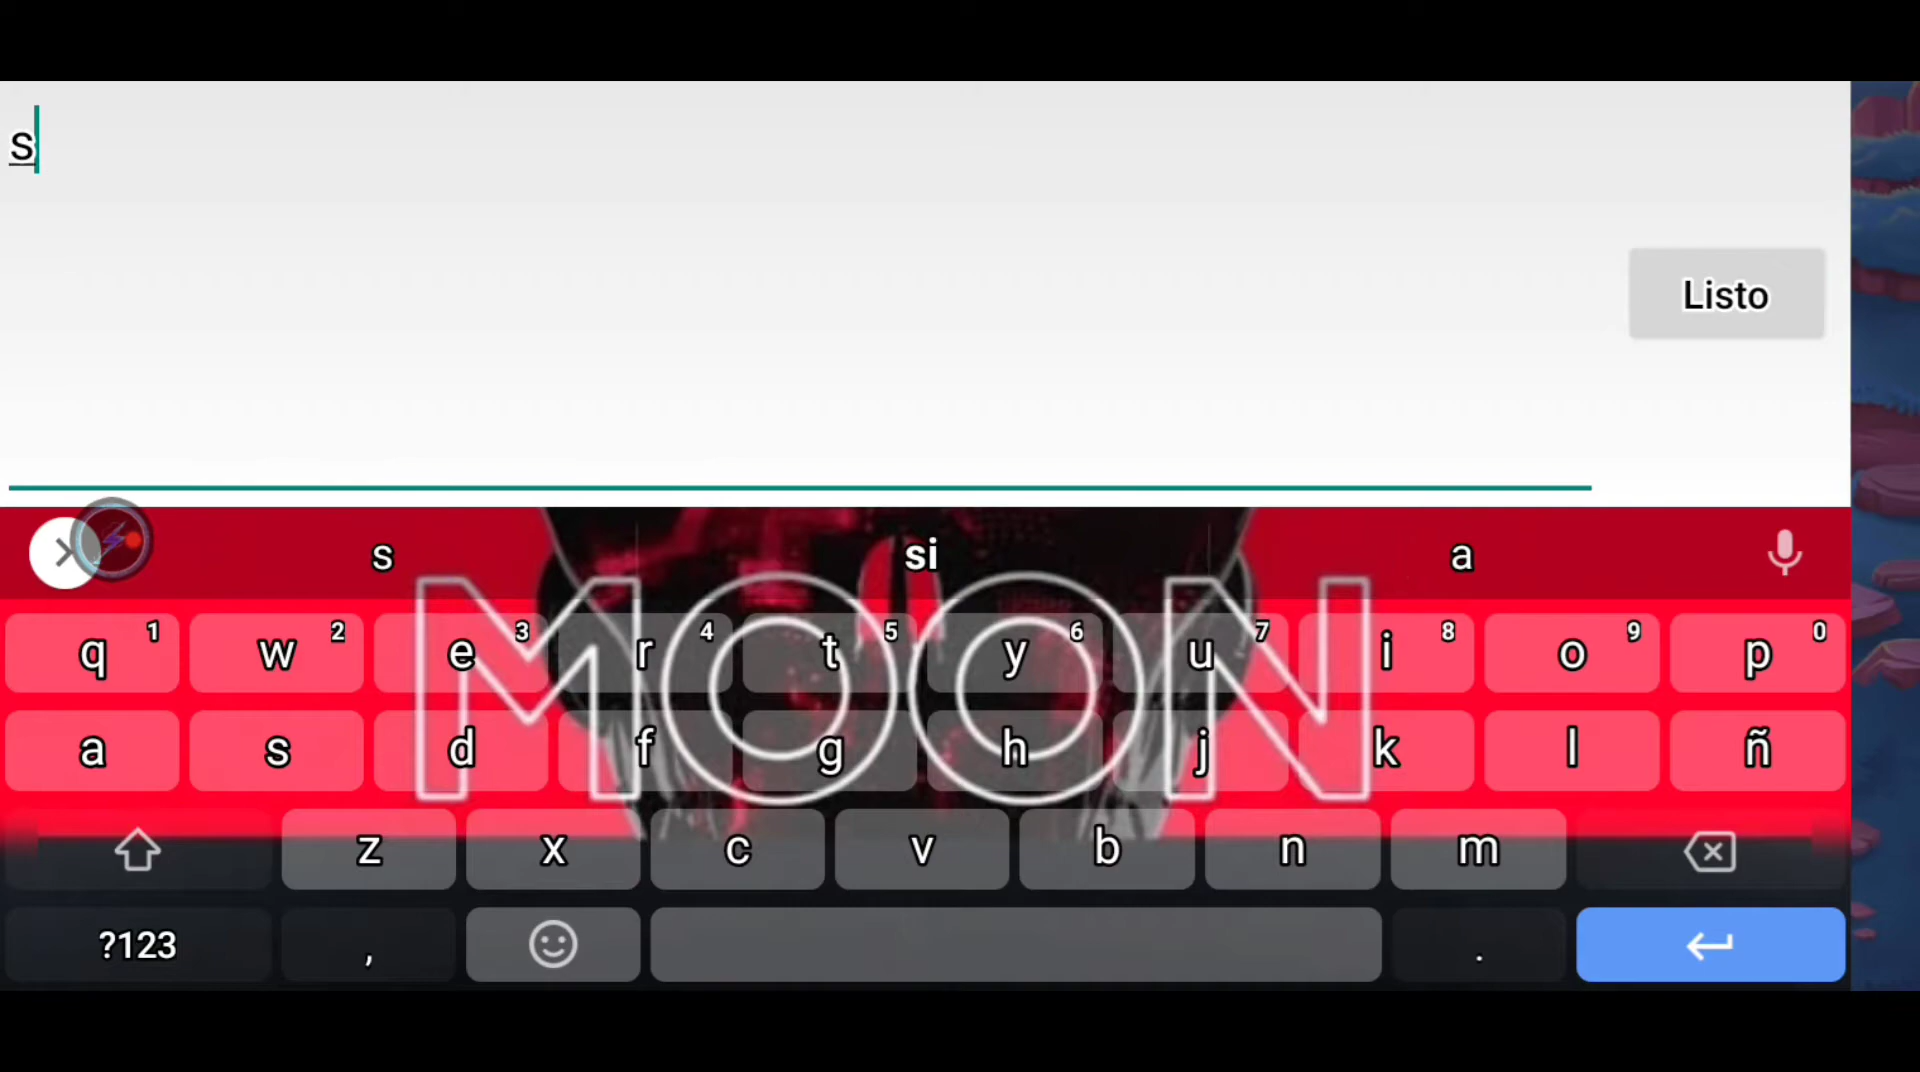 s
Listo
s si a
MOON
q 1 w 2 e 3 r 4 t 5 y 6 u 7 i 8 o 9 p 0
a s d f g h j k l ñ
z x c v b n m
?123 , .